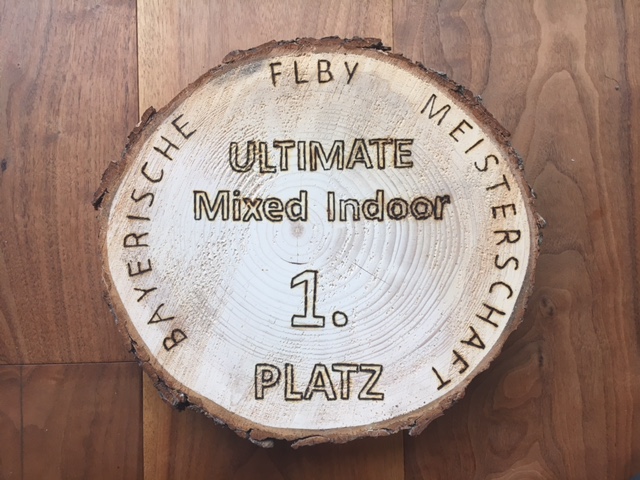 BAYERISCHE FLBY MEISTERSCHAFT
ULTIMATE
Mixed Indoor
1.
PLATZ